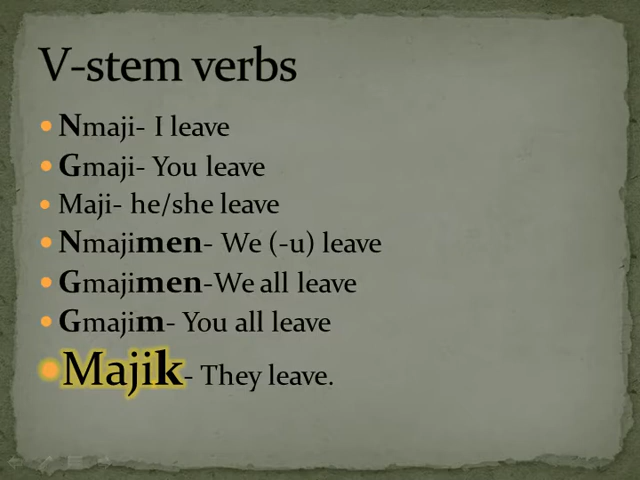 V-stem verbs
Nmaji- I leave
Gmaji- You leave
Maji- he/she leave
Nmajimen- We (-u) leave
Gmajimen-We all leave
Gmajim- You all leave
Majik- They leave.